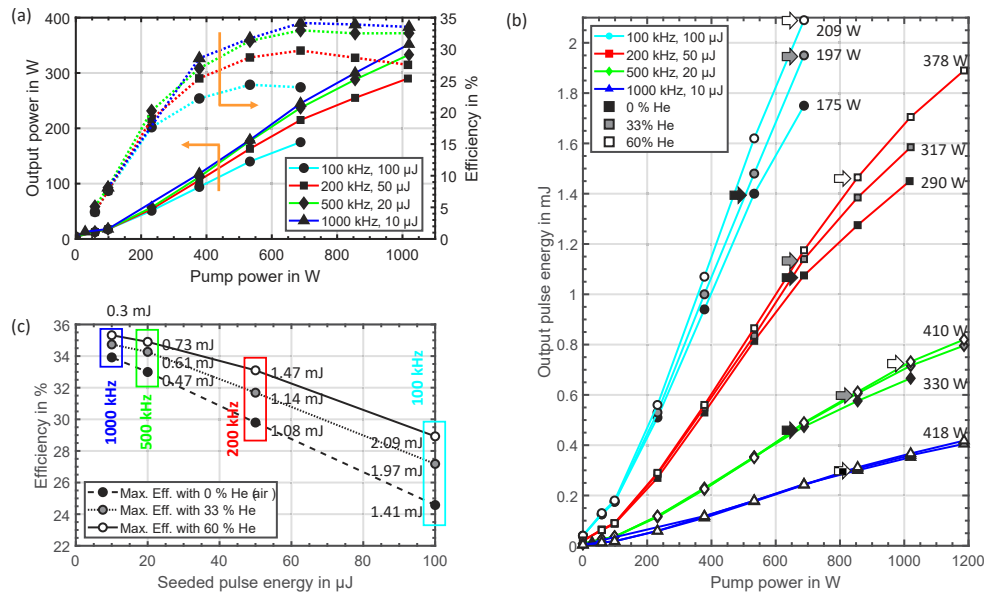 (a)
Output power in W
400
300
200
100
0
35
30
25
20
15
10
5
0
Efficiency in %
0
200
400
600
800
1000
Pump power in W
100 kHz, 100 µJ
200 kHz, 50 µJ
500 kHz, 20 µJ
1000 kHz, 10 µJ
(b)
Output pulse energy in mJ
2
1.8
1.6
1.4
1.2
1
0.8
0.6
0.4
0.2
0
0
200
400
600
800
1000
1200
Pump power in W
100 kHz, 100 µJ
200 kHz, 50 µJ
500 kHz, 20 µJ
1000 kHz, 10 µJ
0 % He
33% He
60% He
209 W
197 W
175 W
378 W
317 W
290 W
410 W
330 W
418 W
(c)
Efficiency in %
36
34
32
30
28
26
24
22
0
20
40
60
80
100
Seeded pulse energy in µJ
0.3 mJ
0.73 mJ
0.61 mJ
0.47 mJ
1.47 mJ
1.14 mJ
1.08 mJ
2.09 mJ
1.97 mJ
1.41 mJ
1000 kHz
500 kHz
200 kHz
100 kHz
Max. Eff. with 0 % He (air )
Max. Eff. with 33 % He
Max. Eff. with 60 % He